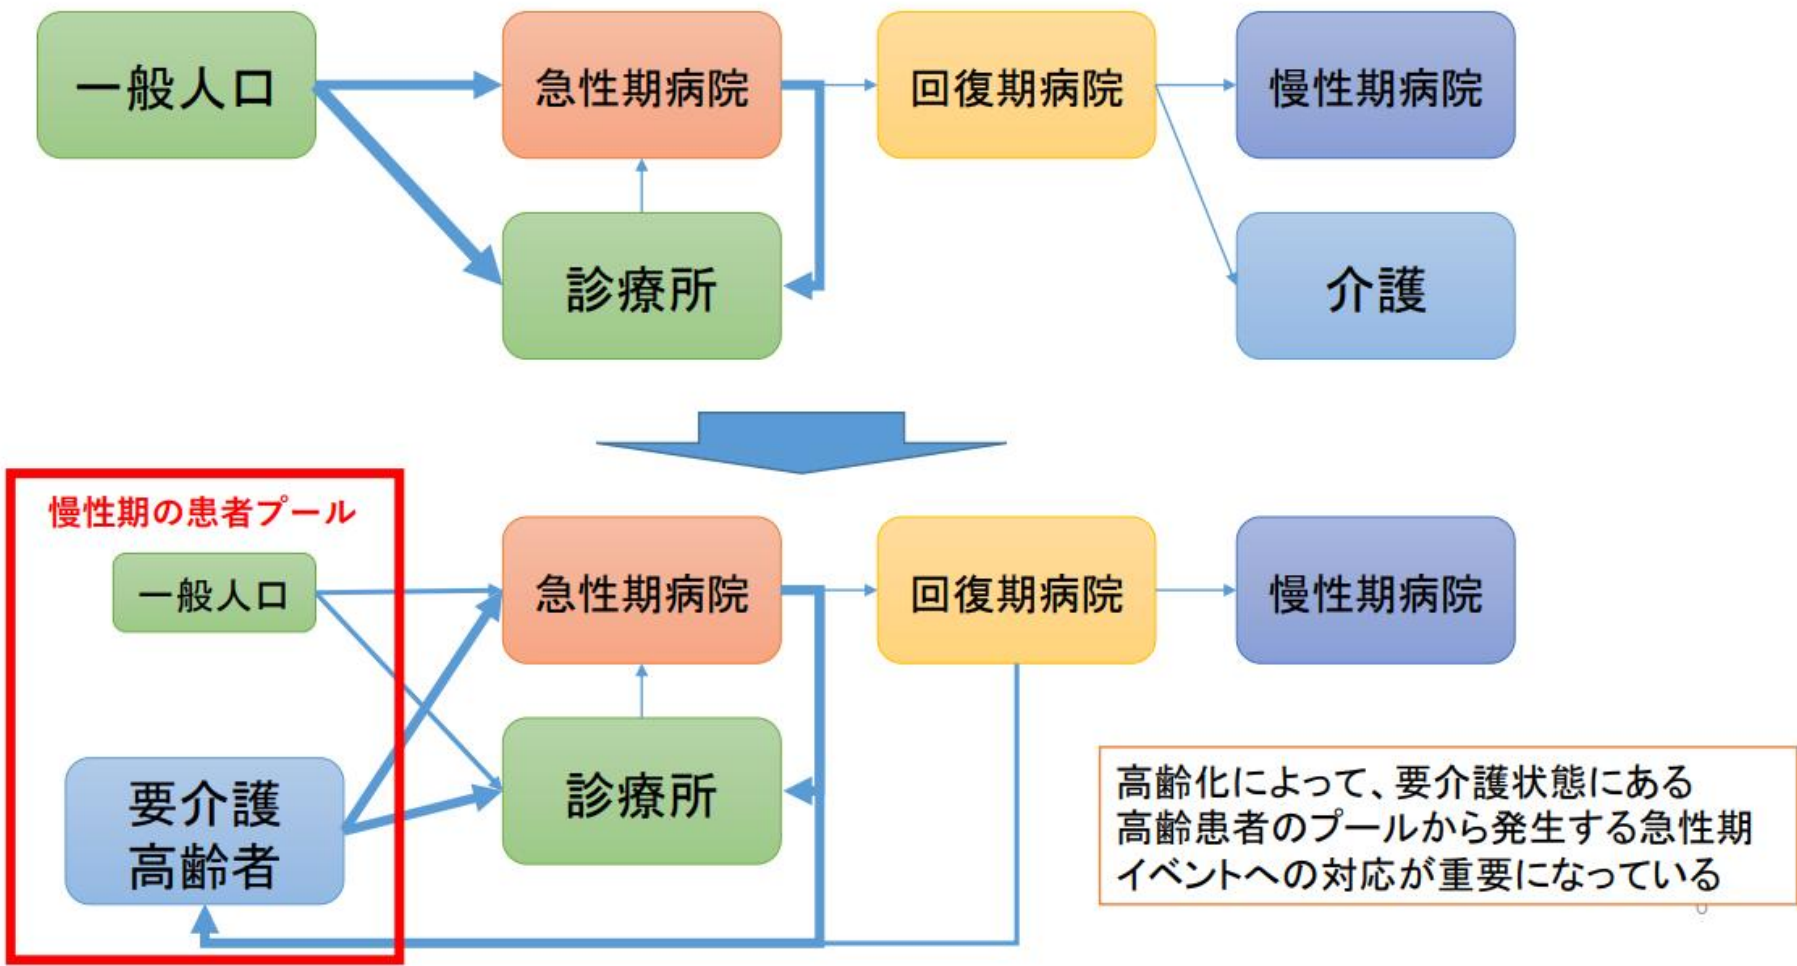 一般人口
急性期病院
回復期病院
慢性期病院
診療所
介護
慢性期の患者プール
一般人口
急性期病院
回復期病院
慢性期病院
要介護
高齢者
診療所
高齢化によって、要介護状態にある
高齢患者のプールから発生する急性期
イベントへの対応が重要になっている